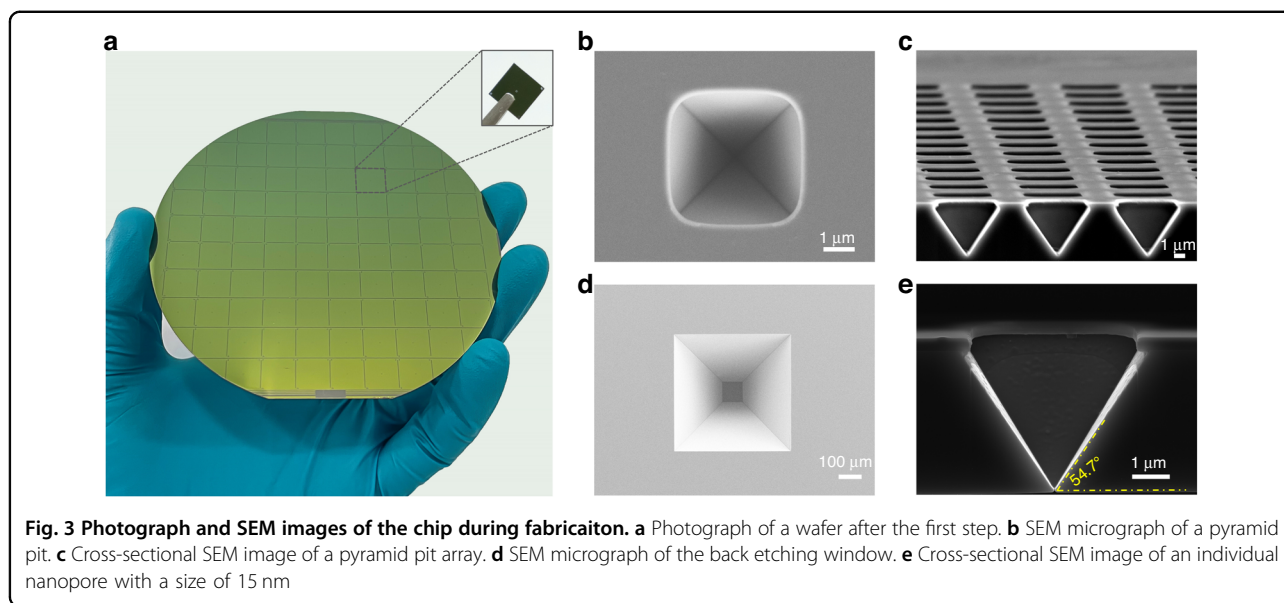 a
b
c
1 μm
1 μm
d
e
100 μm
54.7°
1 μm
Fig. 3 Photograph and SEM images of the chip during fabricaiton. a Photograph of a wafer after the first step. b SEM micrograph of a pyramid
pit. c Cross-sectional SEM image of a pyramid pit array. d SEM micrograph of the back etching window. e Cross-sectional SEM image of an individual
nanopore with a size of 15 nm